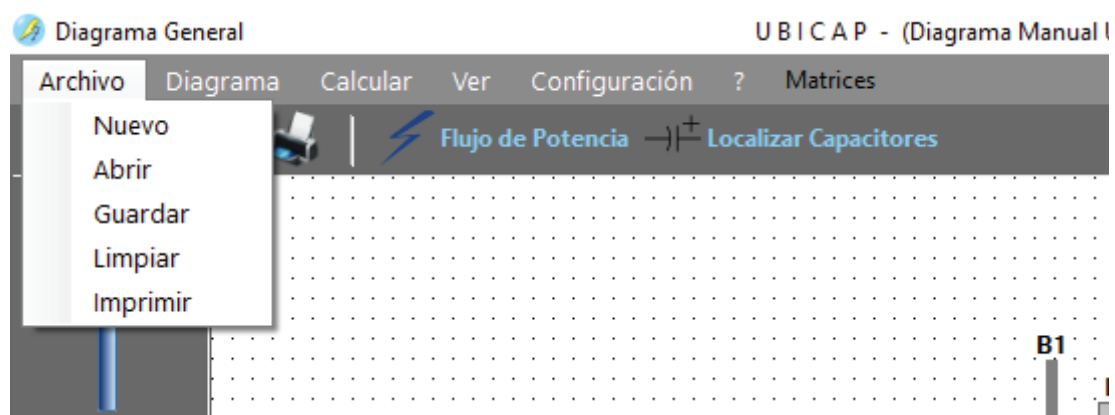 Diagrama General
U B I C A P - (Diagrama Manual
Archivo Diagrama Calcular Ver Configuración ? Matrices
Flujo de Potencia Localizar Capacitores
Nuevo
Abrir
Guardar
Limpiar
Imprimir
B1